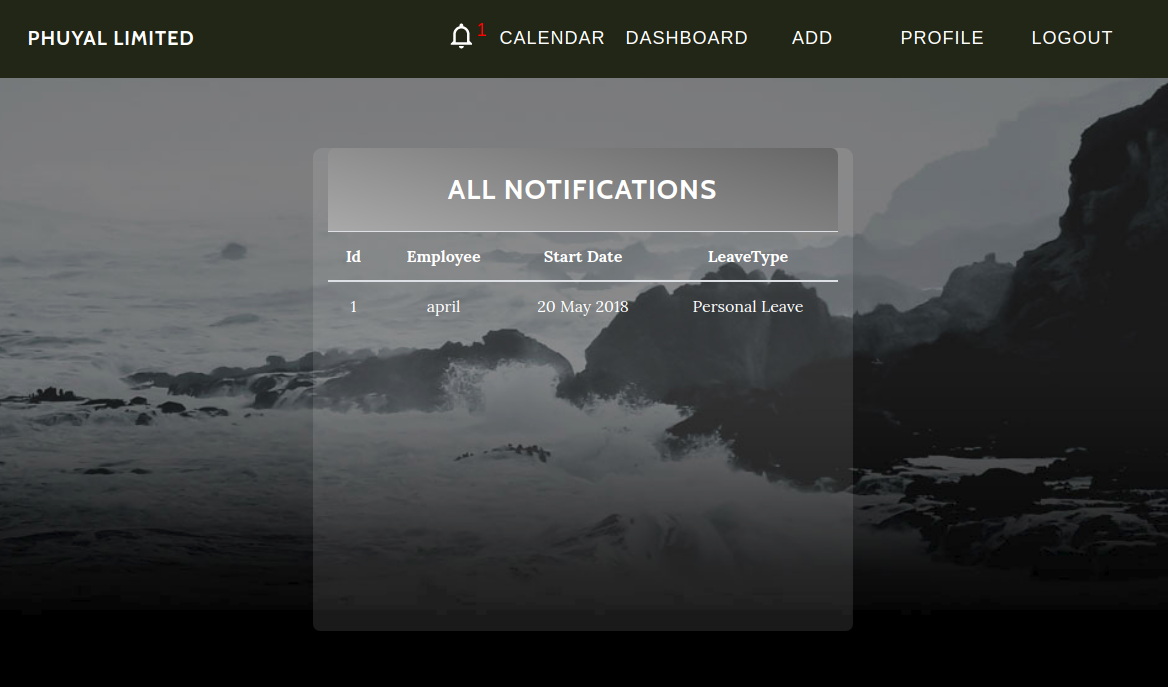 PHUYAL LIMITED 1 CALENDAR DASHBOARD ADD PROFILE LOGOUT
ALL NOTIFICATIONS
Id Employee Start Date LeaveType
1 april 20 May 2018 Personal Leave